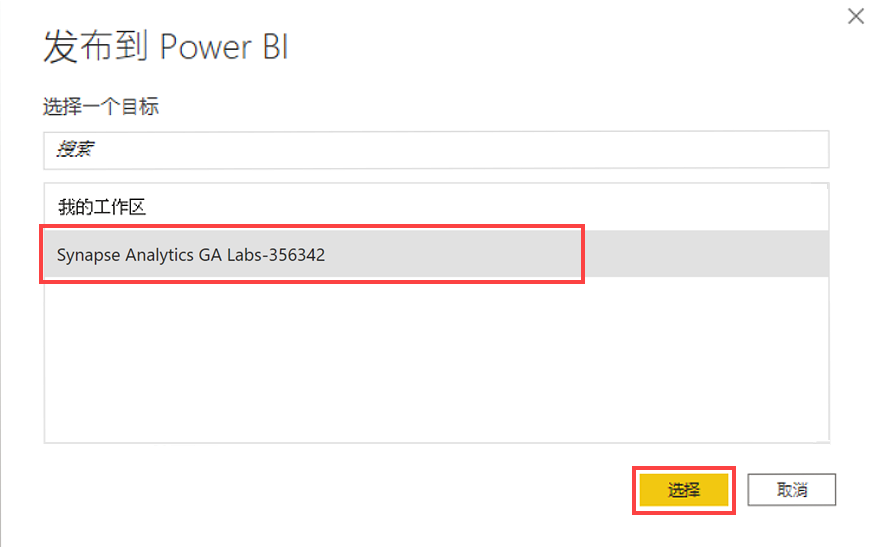 发布到 Power BI
选择一个目标
搜索
我的工作区
Synapse Analytics GA Labs-356342
选择
取消